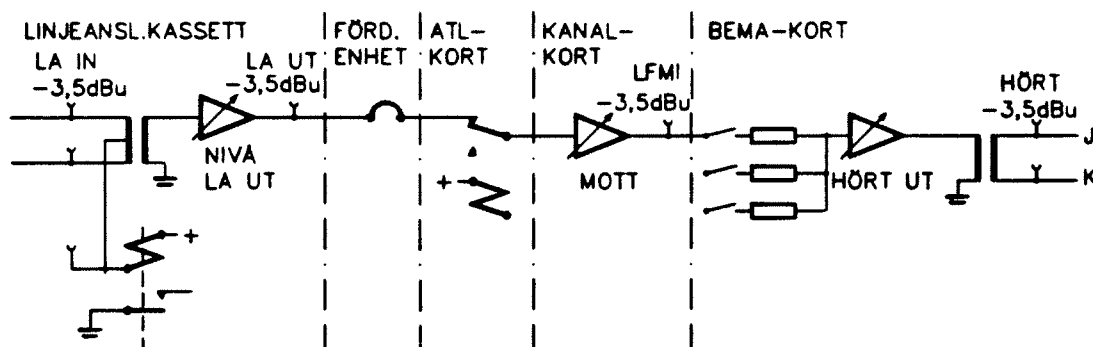 LINJEANSL.KASSETT
FÖRD.
ENHET
ATL-
KORT
KANAL-
KORT
BEMA-KORT
LA IN
-3,5dBu
LA UT
-3,5dBu
LFMI
-3,5dBu
HÖRT
-3,5dBu
NIVÅ
LA UT
MOTT
HÖRT UT
J
K
+
+